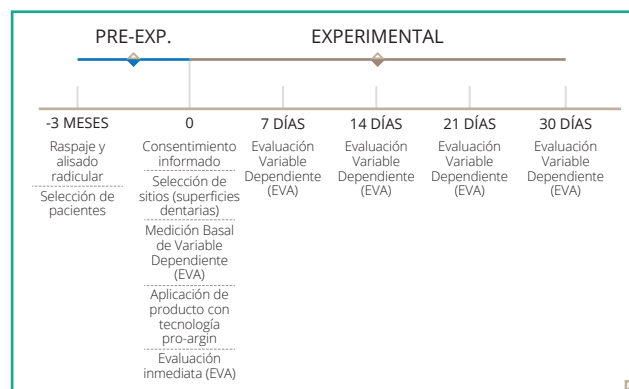 PRE-EXP.
EXPERIMENTAL
-3 MESES
Raspaje y
alisado
radicular
Selección de
pacientes
0
Consentimiento
informado
Selección de
sitios (superficies
dentarias)
Medición Basal
de Variable
Dependiente
(EVA)
Aplicación de
producto con
tecnología
pro-argin
Evaluación
inmediata (EVA)
7 DÍAS
Evaluación
Variable
Dependiente
(EVA)
14 DÍAS
Evaluación
Variable
Dependiente
(EVA)
21 DÍAS
Evaluación
Variable
Dependiente
(EVA)
30 DÍAS
Evaluación
Variable
Dependiente
(EVA)